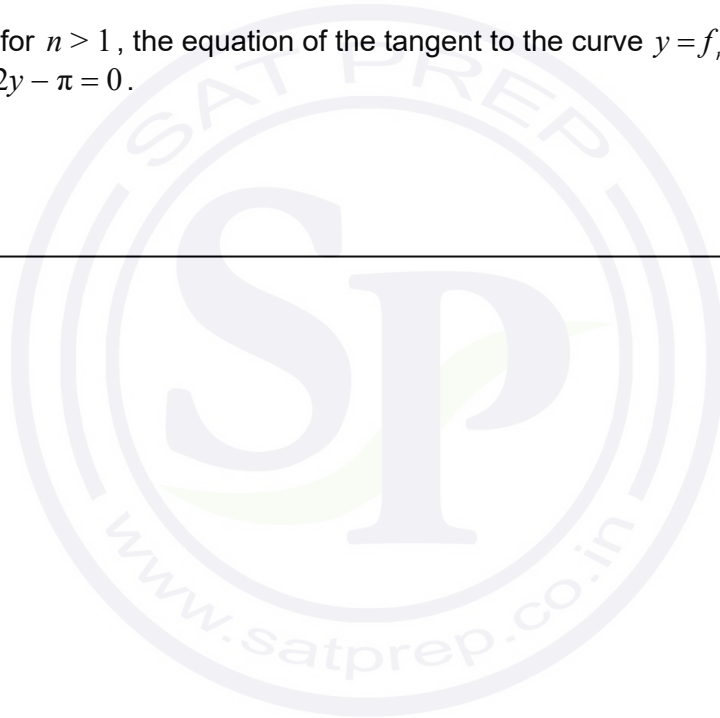 for n > 1, the equation of the tangent to the curve y = f
2y − π = 0.
SAT PREP
SP
www.satprep.co.in